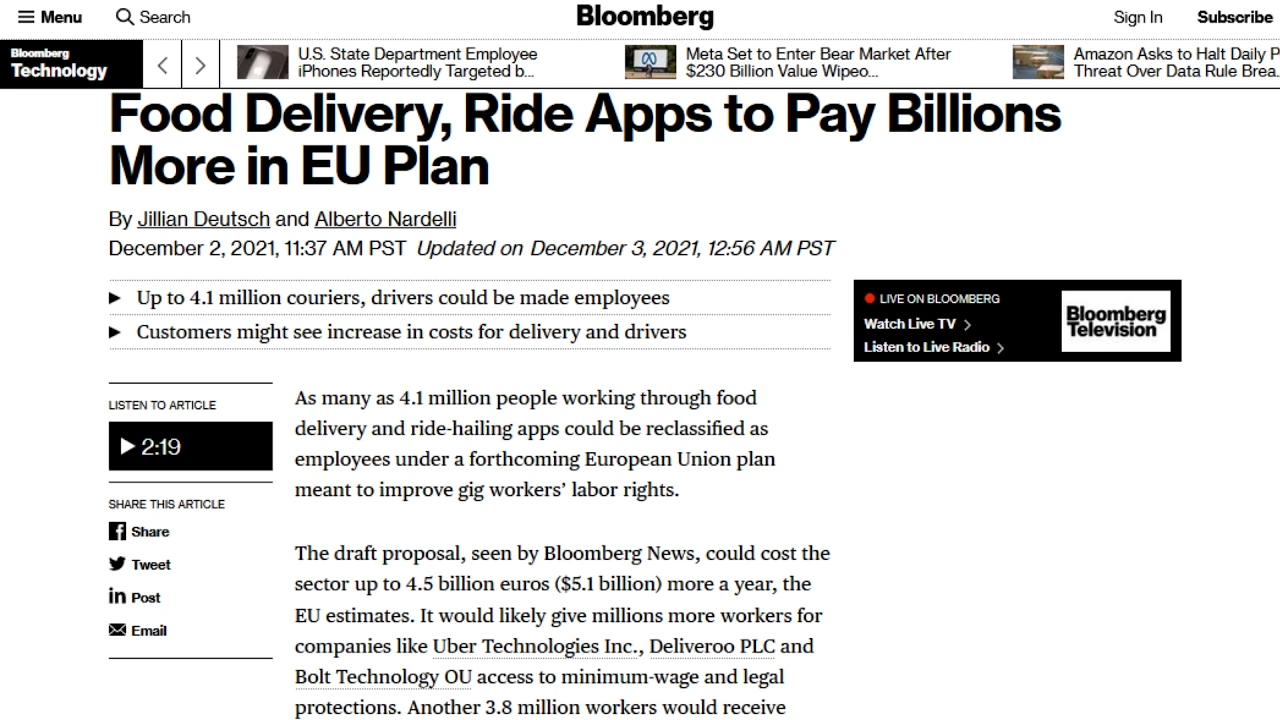 Menu
Search
Bloomberg
Sign In
Subscribe
Bloomberg
Technology
U.S. State Department Employee
iPhones Reportedly Targeted b...
Meta Set to Enter Bear Market After
$230 Billion Value Wipeo...
Amazon Asks to Halt Daily P
Threat Over Data Rule Brea.
Food Delivery, Ride Apps to Pay Billions
More in EU Plan
By Jillian Deutsch and Alberto Nardelli
December 2, 2021, 11:37 AM PST Updated on December 3, 2021, 12:56 AM PST
Up to 4.1 million couriers, drivers could be made employees
Customers might see increase in costs for delivery and drivers
LIVE ON BLOOMBERG
Watch Live TV
Listen to Live Radio
Bloomberg
Television
LISTEN TO ARTICLE
2:19
SHARE THIS ARTICLE
Share
Tweet
Post
Email
As many as 4.1 million people working through food
delivery and ride-hailing apps could be reclassified as
employees under a forthcoming European Union plan
meant to improve gig workers’ labor rights.
The draft proposal, seen by Bloomberg News, could cost the
sector up to 4.5 billion euros ($5.1 billion) more a year, the
EU estimates. It would likely give millions more workers for
companies like Uber Technologies Inc., Deliveroo PLC and
Bolt Technology OU access to minimum-wage and legal
protections. Another 3.8 million workers would receive